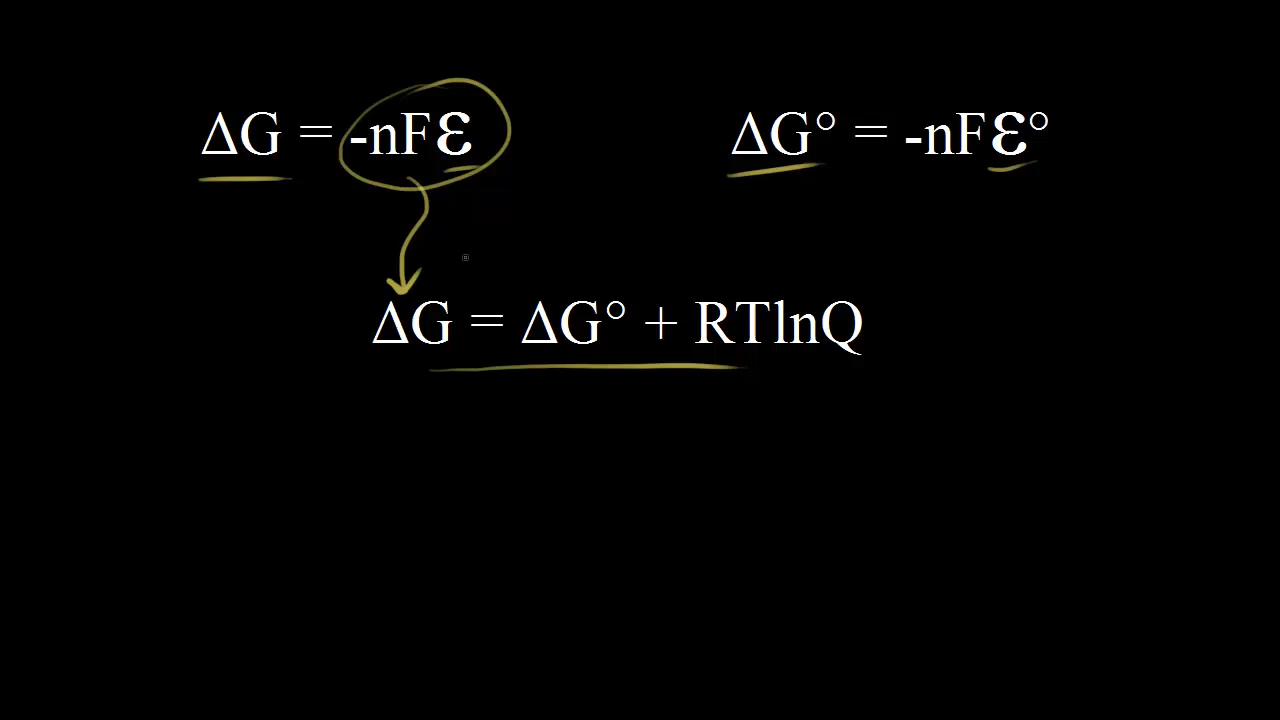 ΔG = -nFƐ
ΔG° = -nFƐ°
ΔG = ΔG° + RTlnQ